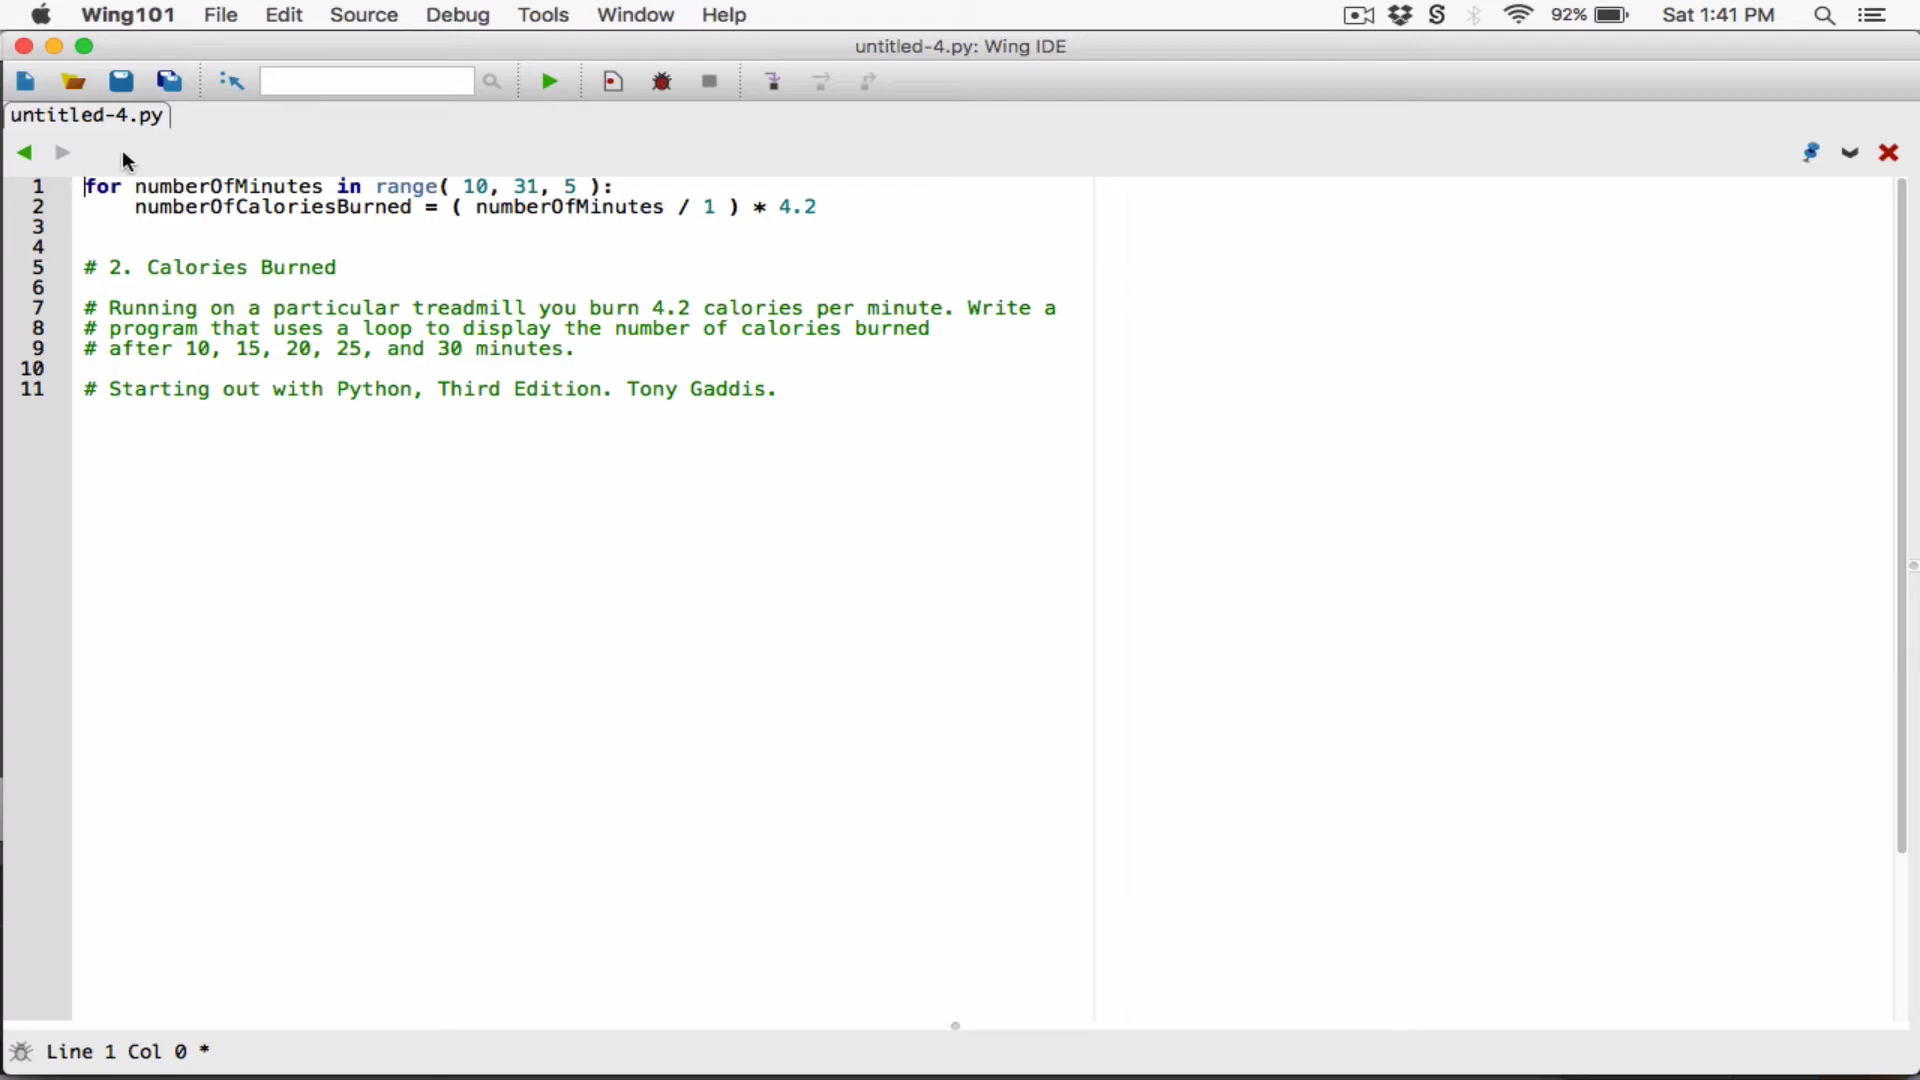 Wing101 File Edit Source Debug Tools Window Help 92% Sat 1:41 PM
untitled-4.py: Wing IDE
untitled-4.py
1 for numberOfMinutes in range( 10, 31, 5 ):
2 numberOfCaloriesBurned = ( numberOfMinutes / 1 ) * 4.2
3
4
5 # 2. Calories Burned
6
7 # Running on a particular treadmill you burn 4.2 calories per minute. Write a
8 # program that uses a loop to display the number of calories burned
9 # after 10, 15, 20, 25, and 30 minutes.
10
11 # Starting out with Python, Third Edition. Tony Gaddis.
Line 1 Col 0 *